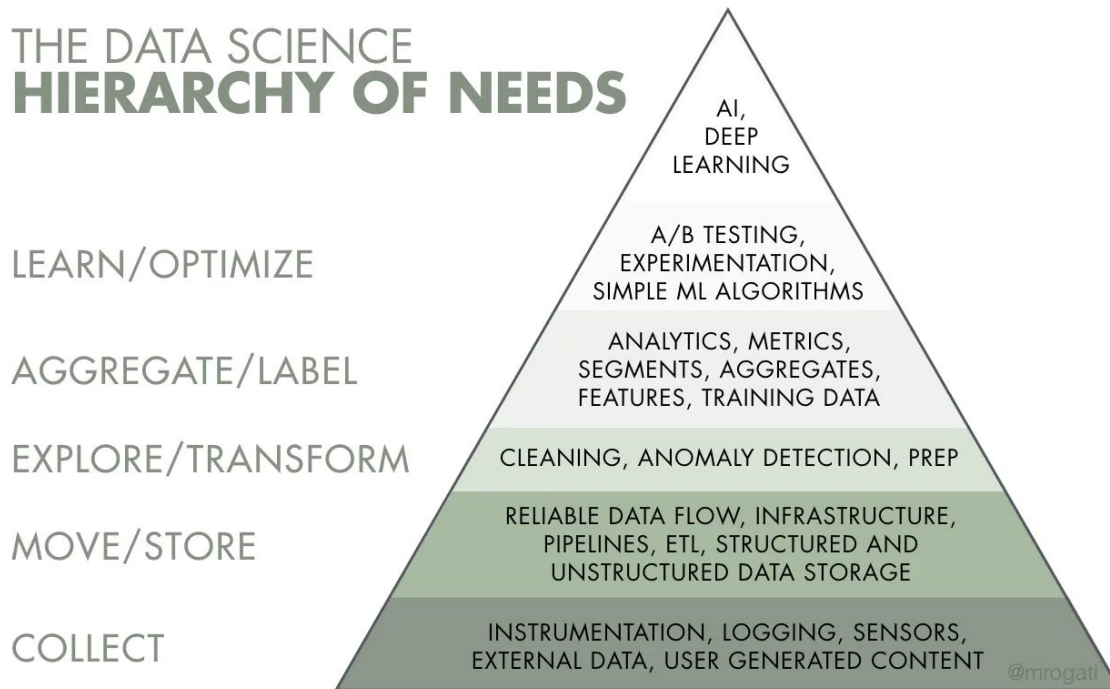 THE DATA SCIENCE
HIERARCHY OF NEEDS
AI,
DEEP
LEARNING
LEARN/OPTIMIZE
A/B TESTING,
EXPERIMENTATION,
SIMPLE ML ALGORITHMS
AGGREGATE/LABEL
ANALYTICS, METRICS,
SEGMENTS, AGGREGATES,
FEATURES, TRAINING DATA
EXPLORE/TRANSFORM
CLEANING, ANOMALY DETECTION, PREP
MOVE/STORE
RELIABLE DATA FLOW, INFRASTRUCTURE,
PIPELINES, ETL, STRUCTURED AND
UNSTRUCTURED DATA STORAGE
COLLECT
INSTRUMENTATION, LOGGING, SENSORS,
EXTERNAL DATA, USER GENERATED CONTENT
@mrogati